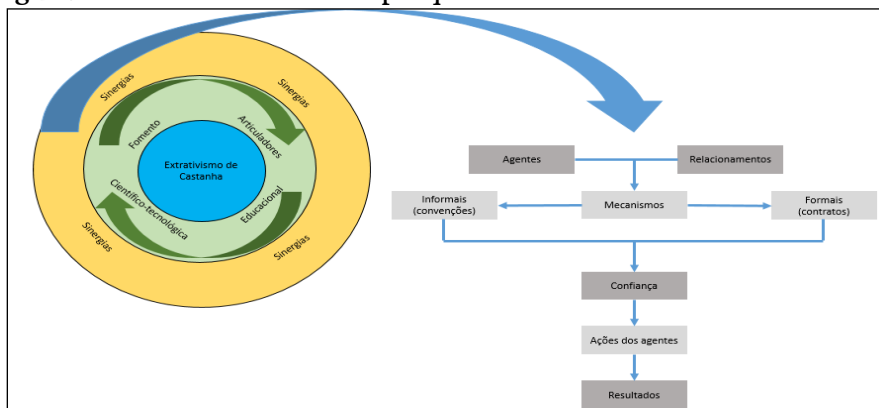 Sinergias
Sinergias
Fomento
Articuladores
Extrativismo de
Castanha
Científico-tecnológica
Educacional
Sinergias
Sinergias
Agentes
Relacionamentos
Informais
(convenções)
Mecanismos
Formais
(contratos)
Confiança
Ações dos agentes
Resultados